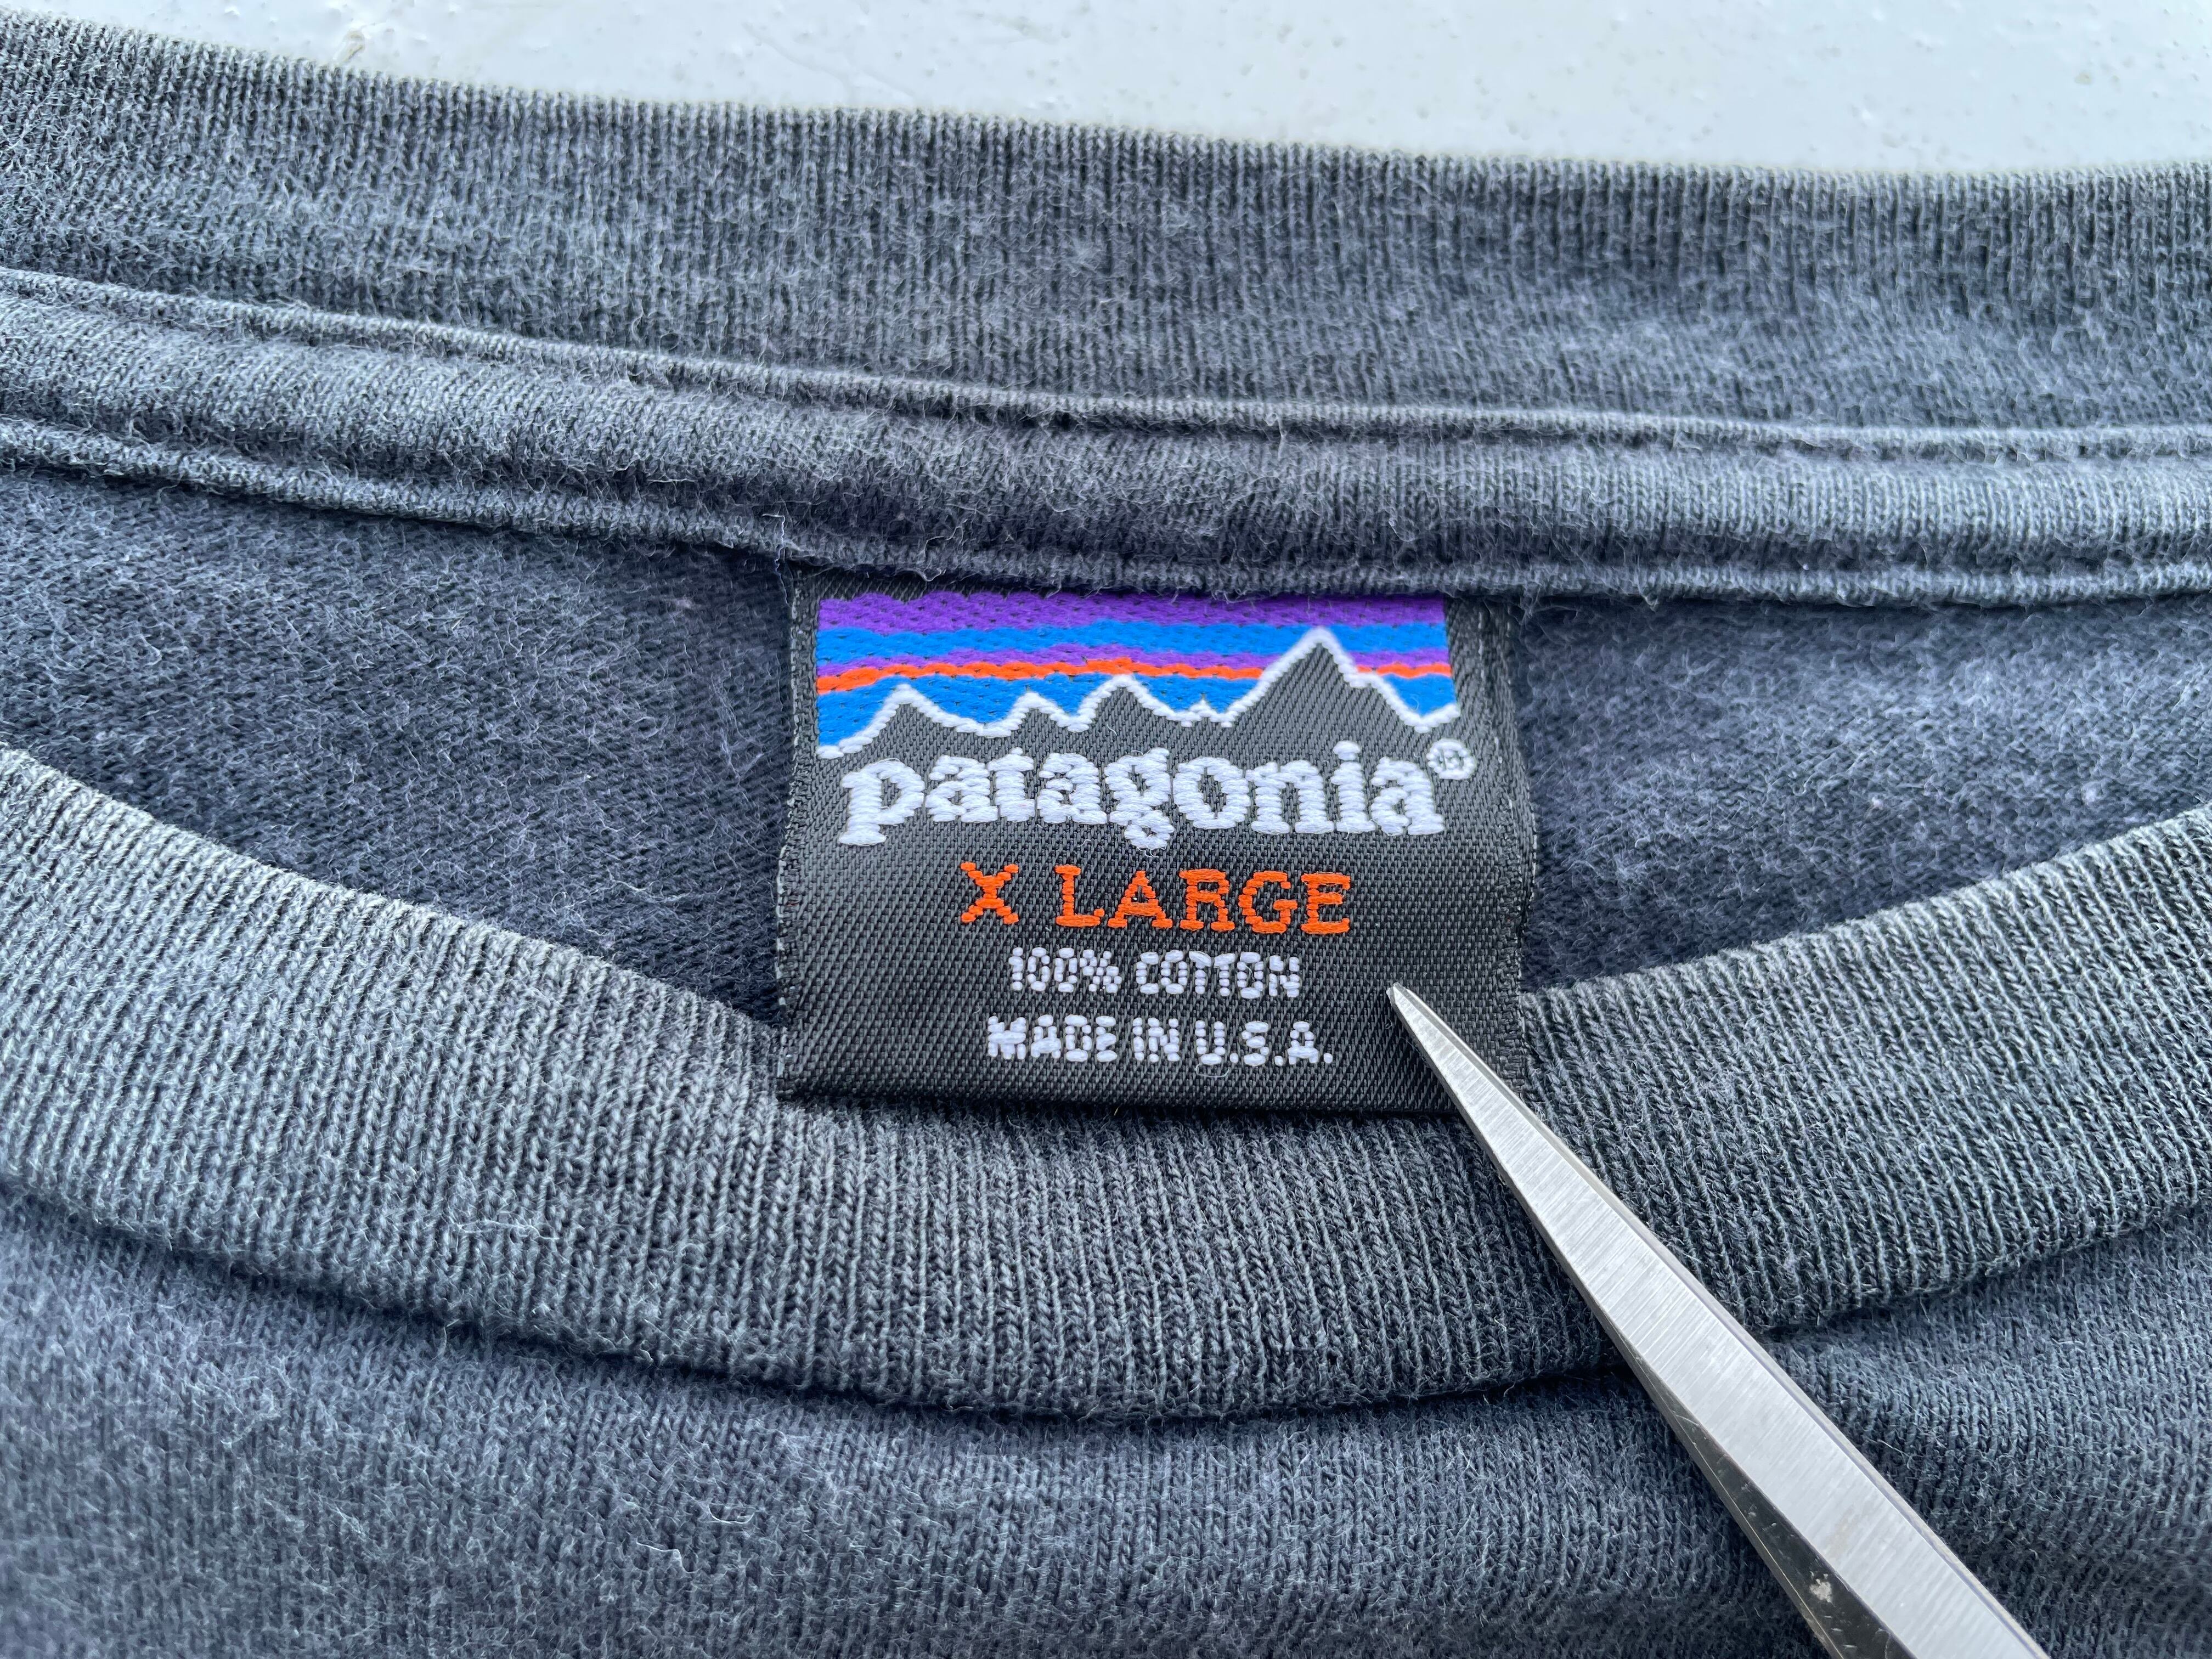 patagonia®
X LARGE
100% COTTON
MADE IN U.S.A.